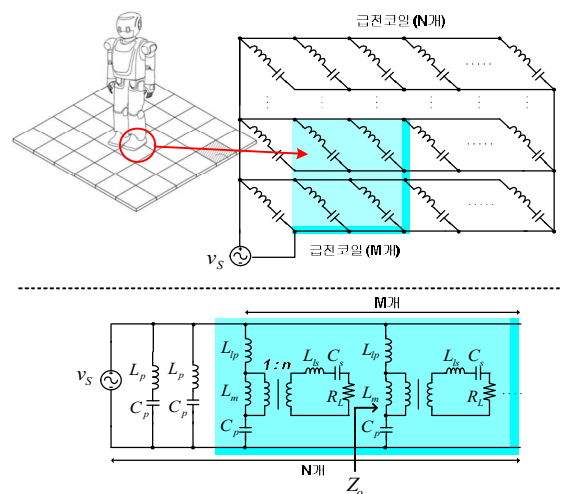 급전코일(N개)
.....
.....
.....
v_S
급전코일(M개)
M개
L_lp
1:n
L_ls C_s
L_lp
L_ls C_s
v_S
L_p L_p
L_m
R_L
L_m
R_L
.....
C_p C_p
C_p
C_p
N개
Z_o